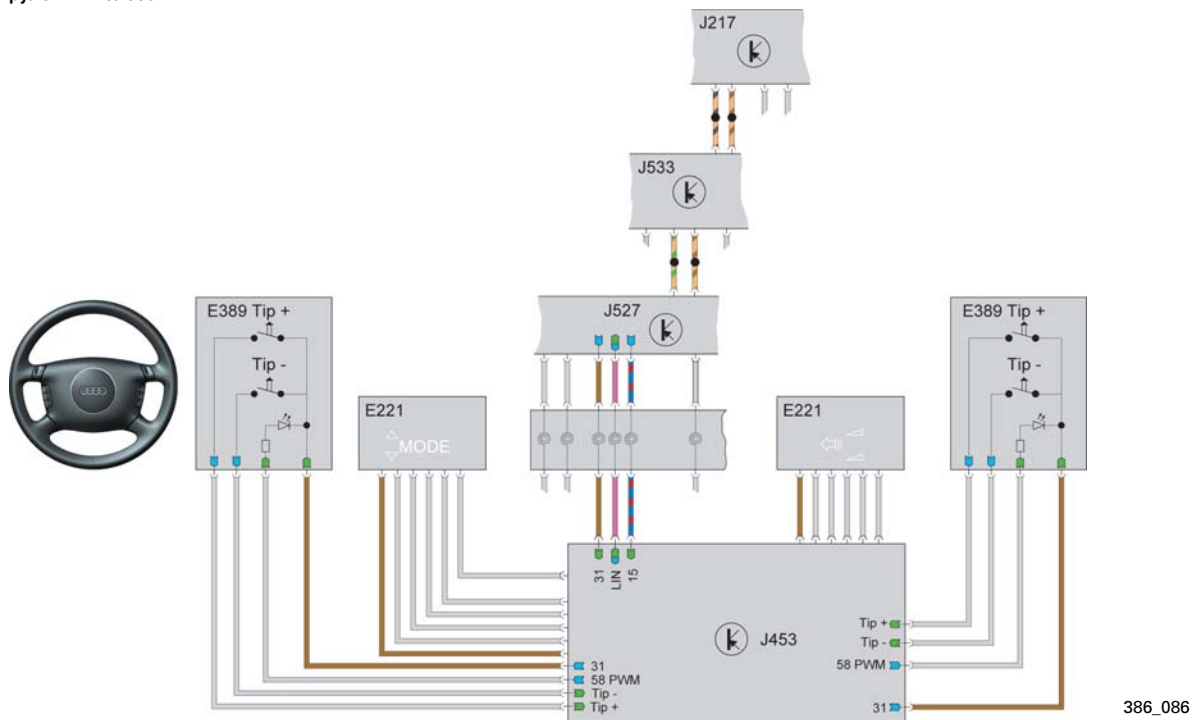 J217
J533
J527
E389 Tip +
Tip -
E221
MODE
E221
E389 Tip +
Tip -
31
LIN
15
J453
31
58 PWM
Tip -
Tip +
Tip +
Tip -
58 PWM
31
386_086